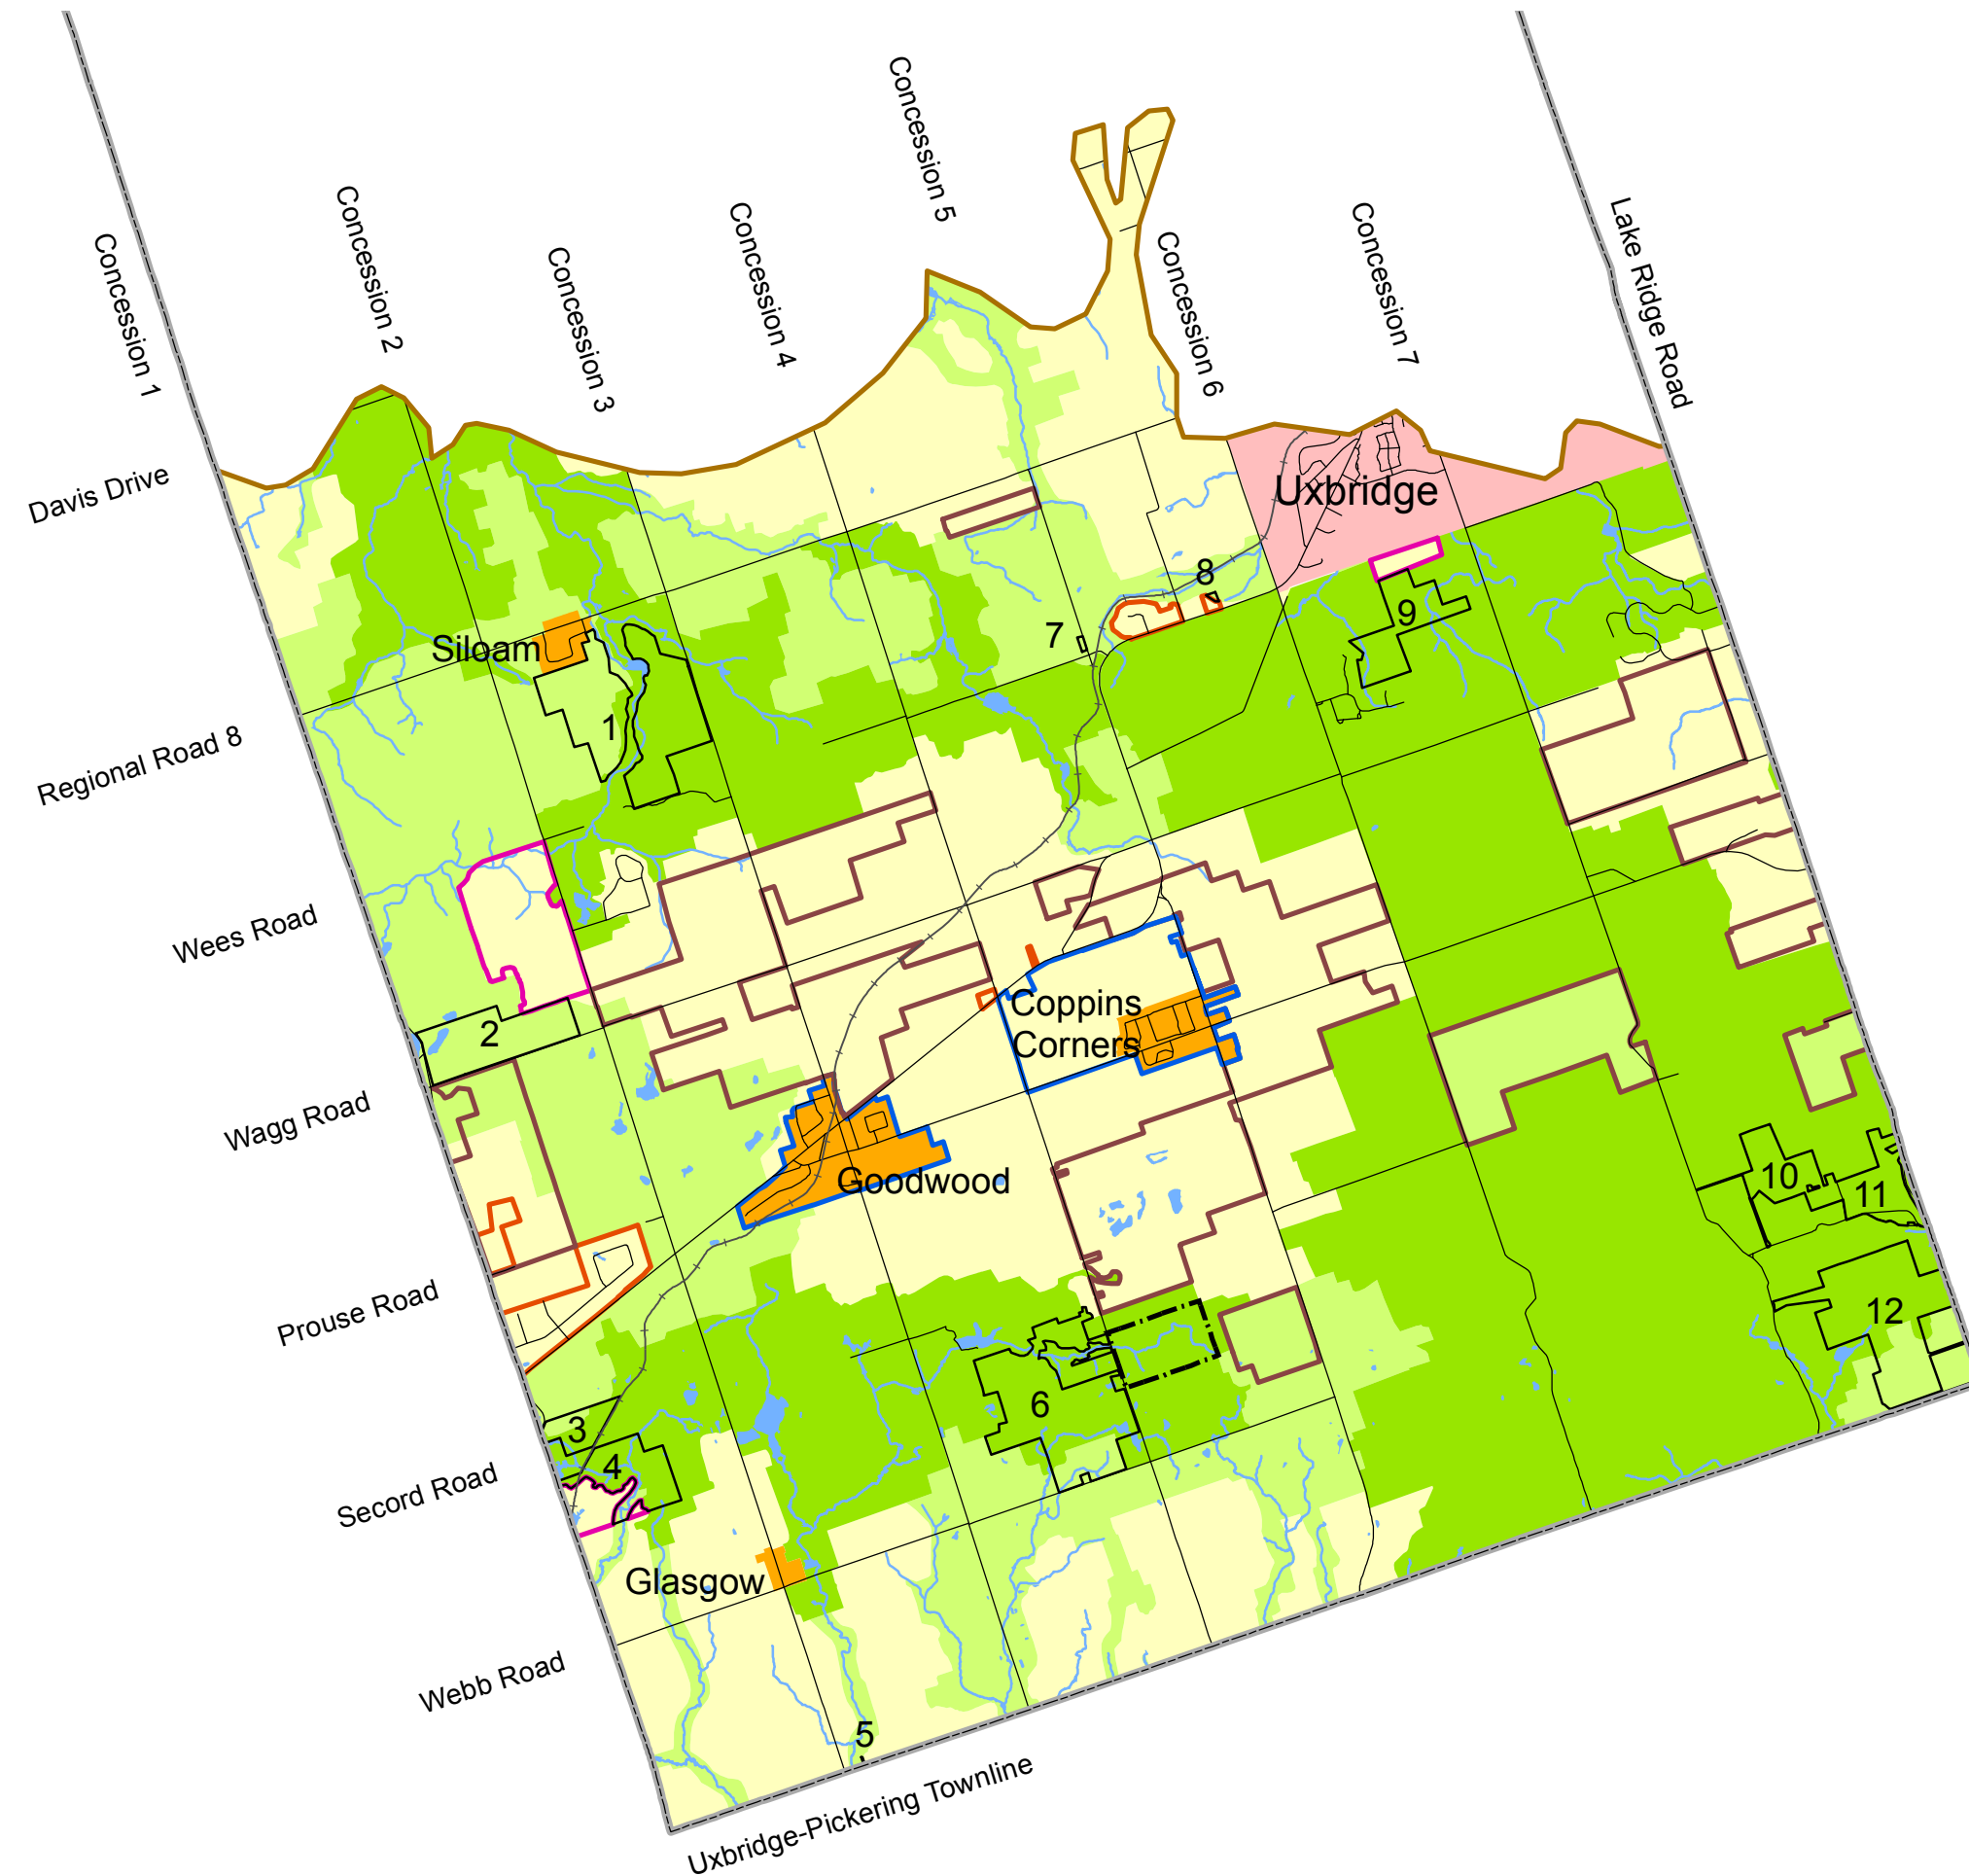 Concession 5
Concession 2
Concession 4
Concession 7
Lake Ridge Road
Concession 1
Concession 3
Concession 6
Davis Drive
Uxbridge
8
9
7
Siloam
1
Regional Road 8
Wees Road
Coppins
Corners
2
Wagg Road
Goodwood
10
11
Prouse Road
12
6
3
4
Secord Road
Glasgow
Webb Road
5
Uxbridge-Pickering Townline